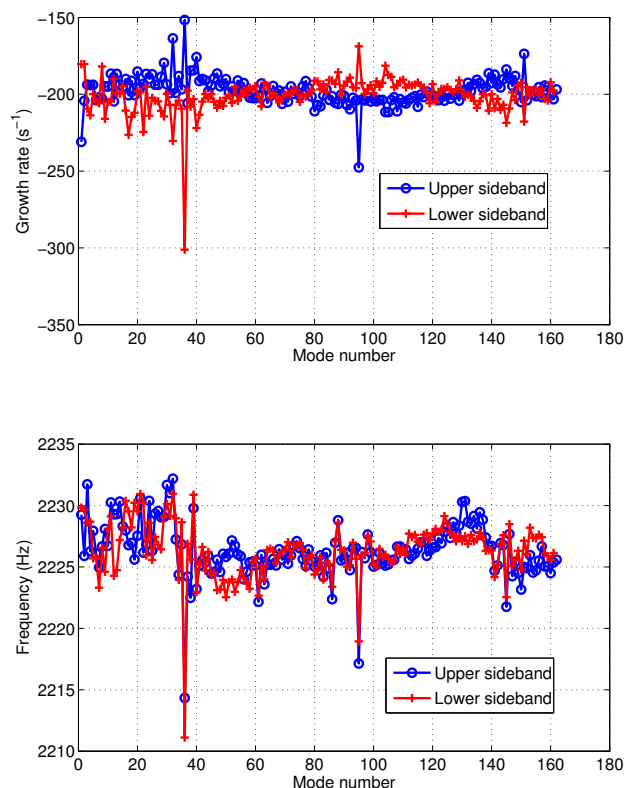 −150
−200
−250
−300
−350
Growth rate (s−1)
Upper sideband
Lower sideband
0 20 40 60 80 100 120 140 160 180
Mode number
2235
2230
2225
2220
2215
2210
Frequency (Hz)
Upper sideband
Lower sideband
0 20 40 60 80 100 120 140 160 180
Mode number